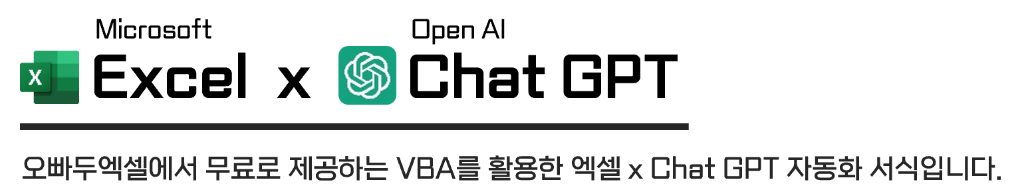 Microsoft Open AI
X Excel x Chat GPT
오빠두엑셀에서 무료로 제공하는 VBA를 활용한 엑셀 x Chat GPT 자동화 서식입니다.